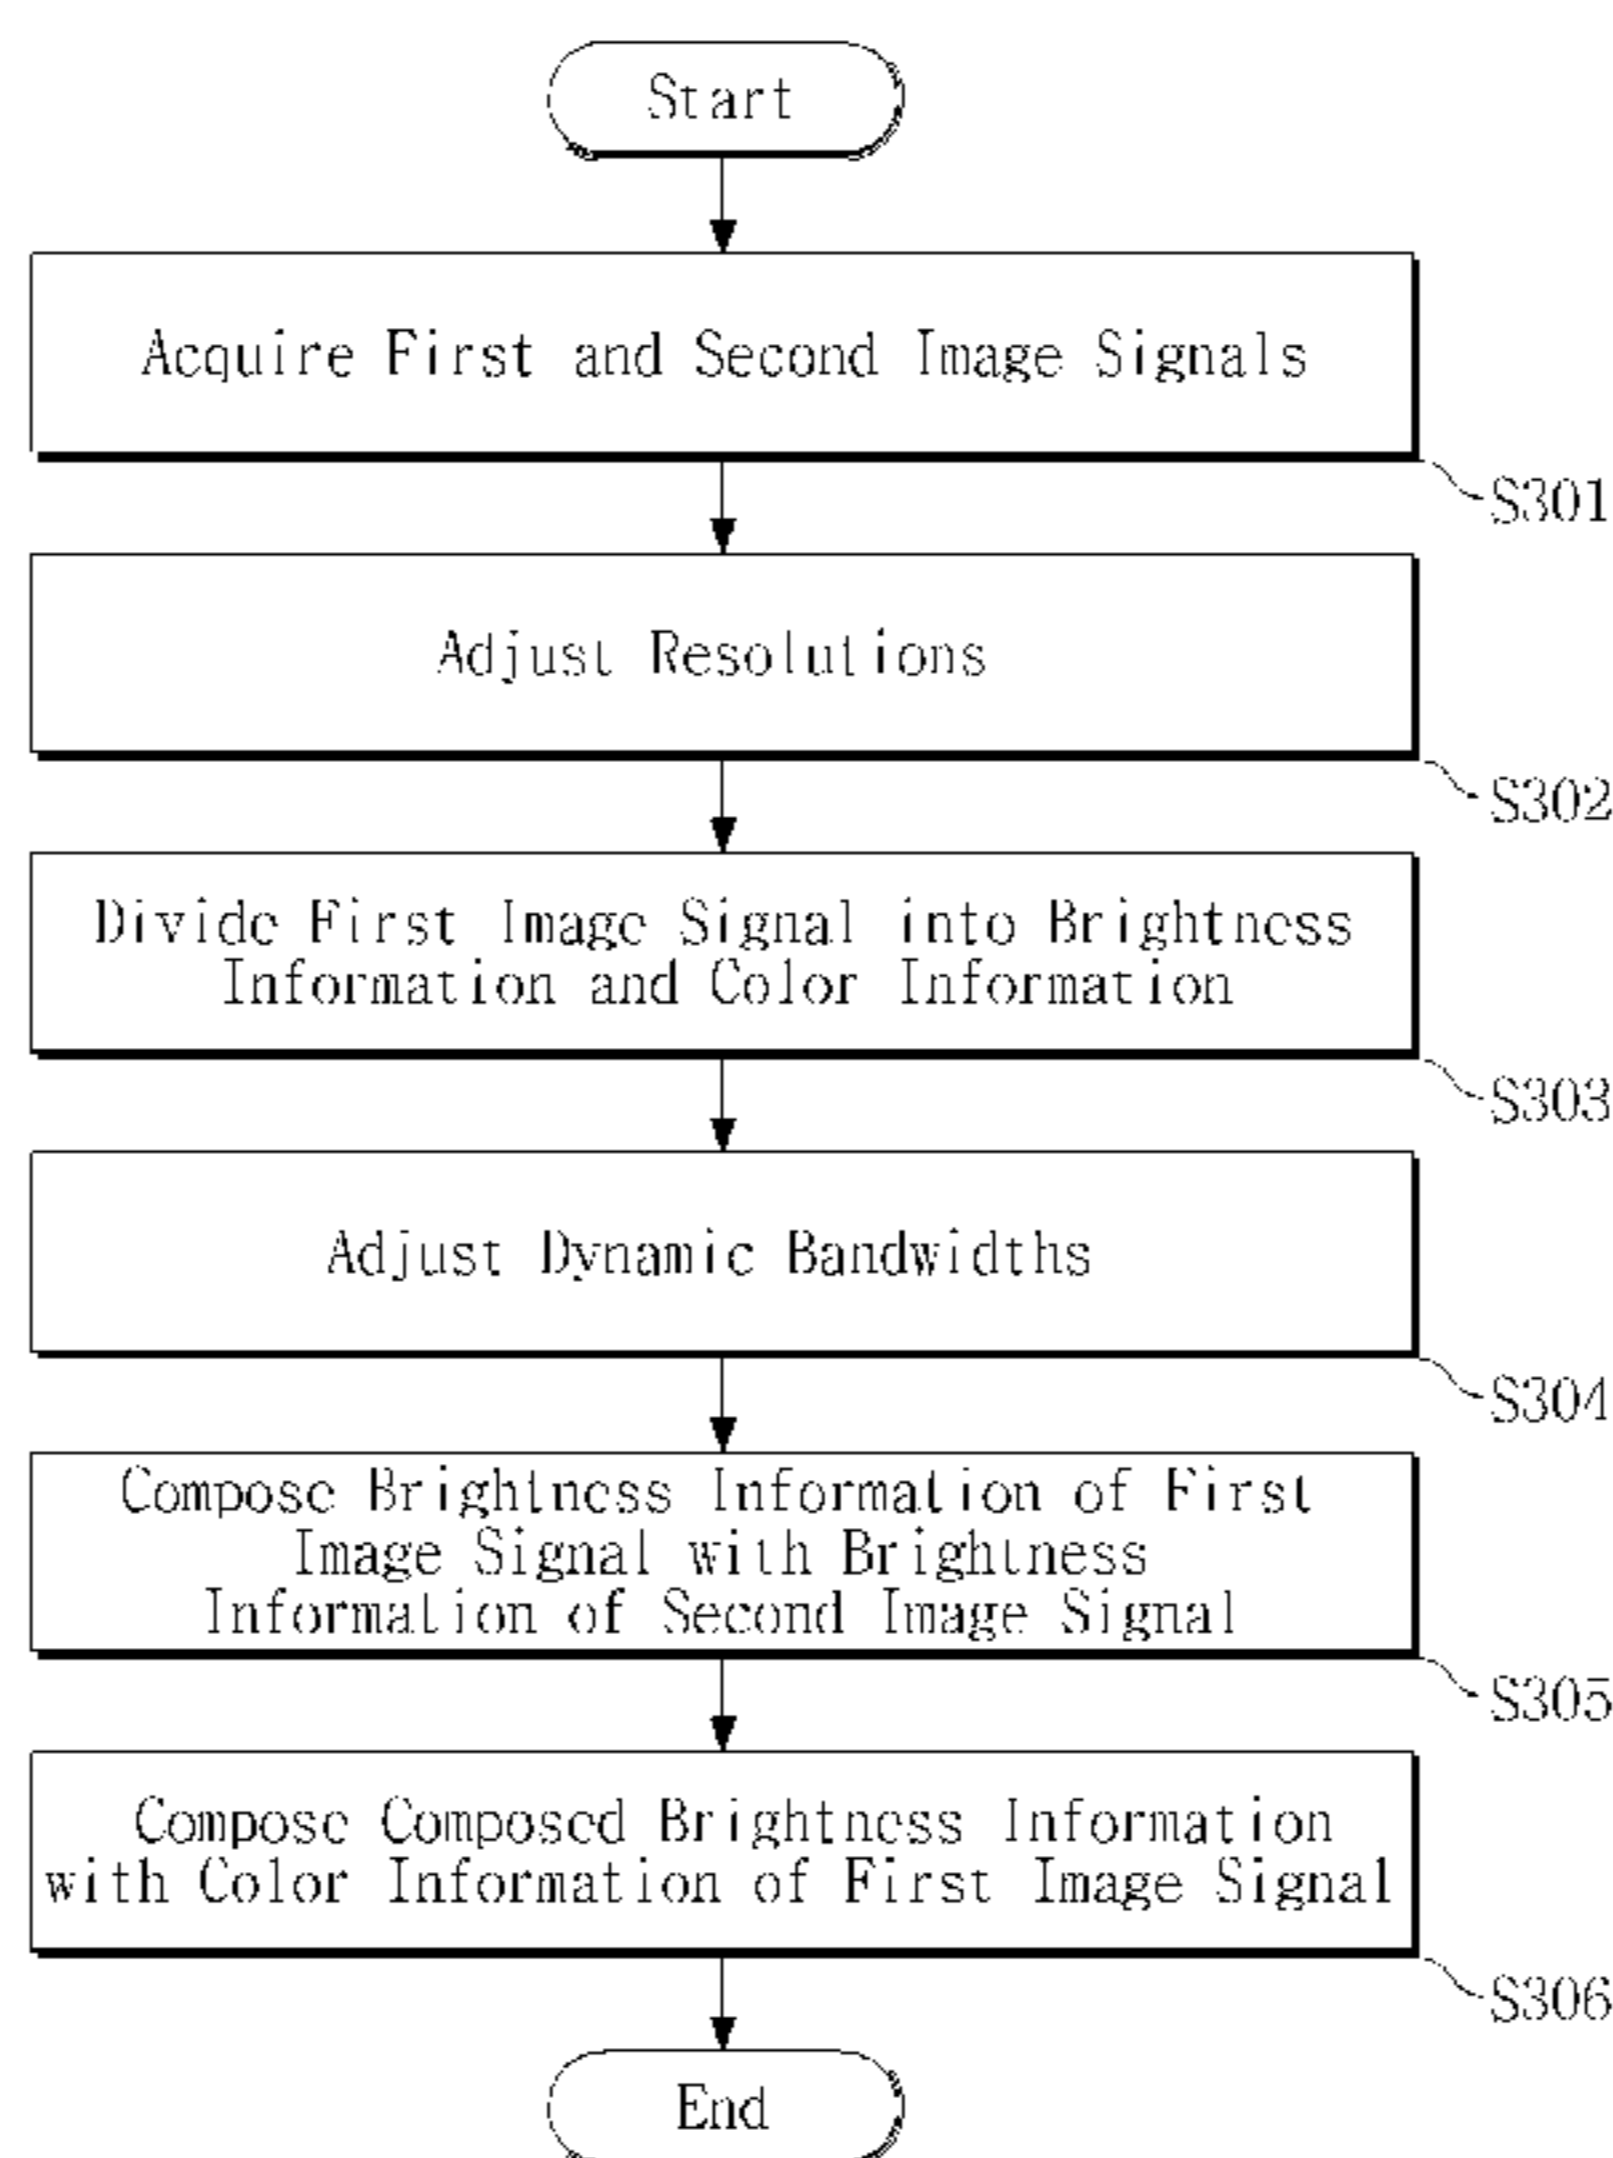 Start
Acquire First and Second Image Signals
S301
Adjust Resolutions
S302
Divide First Image Signal into Brightness
Information and Color Information
S303
Adjust Dynamic Bandwidths
S304
Compose Brightness Information of First
Image Signal with Brightness
Information of Second Image Signal
S305
Compose Composed Brightness Information
with Color Information of First Image Signal
S306
End